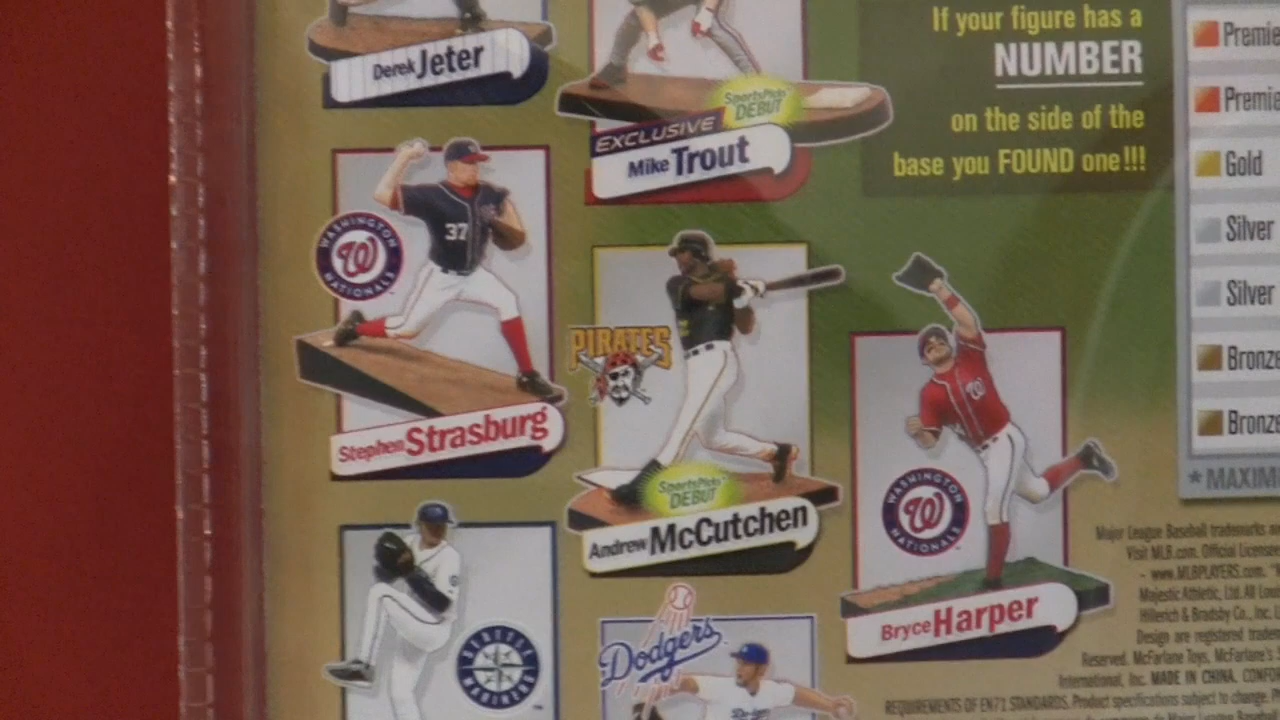 Derek Jeter
SportsPicks
DEBUT
EXCLUSIVE
Mike Trout
If your figure has a
NUMBER
on the side of the
base you FOUND one!!!
Premie
Premie
Gold
Silver
Silver
Bronze
Bronze
*MAXIM
37
WASHINGTON
W
NATIONALS
Stephen Strasburg
PIRATES
SportsPicks
DEBUT
Andrew McCutchen
W
WASHINGTON
W
NATIONALS
Bryce Harper
SEATTLE
MARINERS
Dodgers
Dodgers
Major League Baseball trademarks
Visit MLB.com. Official License
- www.MLBPLAYERS.com.
Majestic Athletic, Ltd. All
Hillerich & Bradsby Co., Inc.
Design are registered
Reserved. McFarlane Toys, McFarlane's
International, Inc. MADE IN CHINA. CONFO
REQUIREMENTS OF EN71 STANDARDS. Product specifications subject to change.